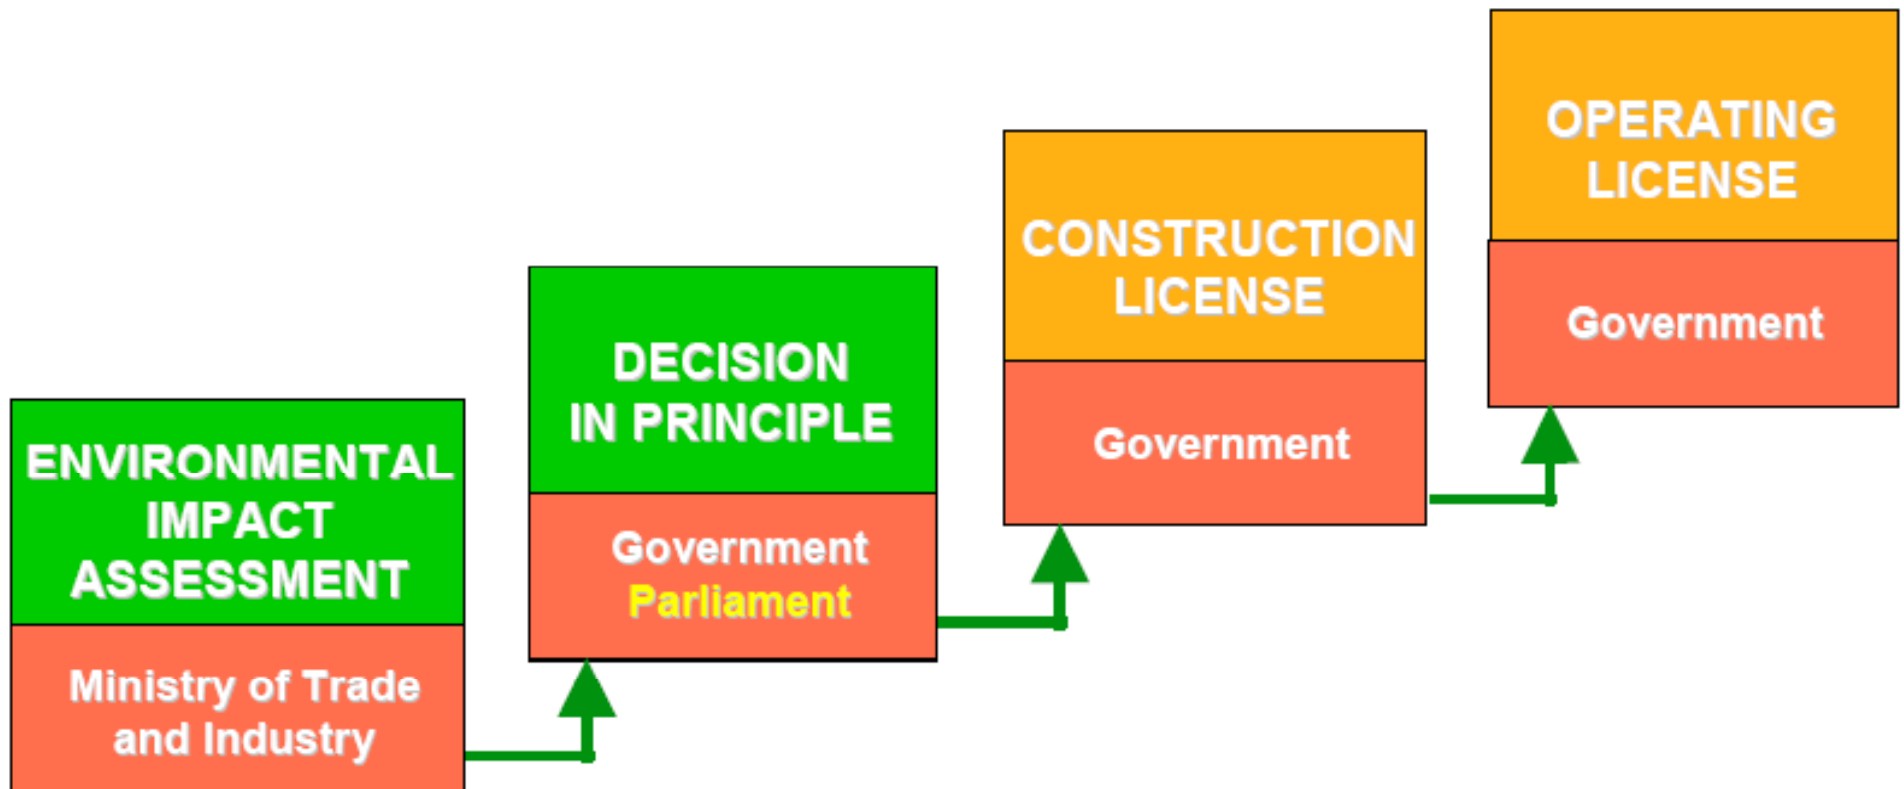 ENVIRONMENTAL
IMPACT
ASSESSMENT
Ministry of Trade
and Industry
DECISION
IN PRINCIPLE
Government
Parliament
CONSTRUCTION
LICENSE
Government
OPERATING
LICENSE
Government